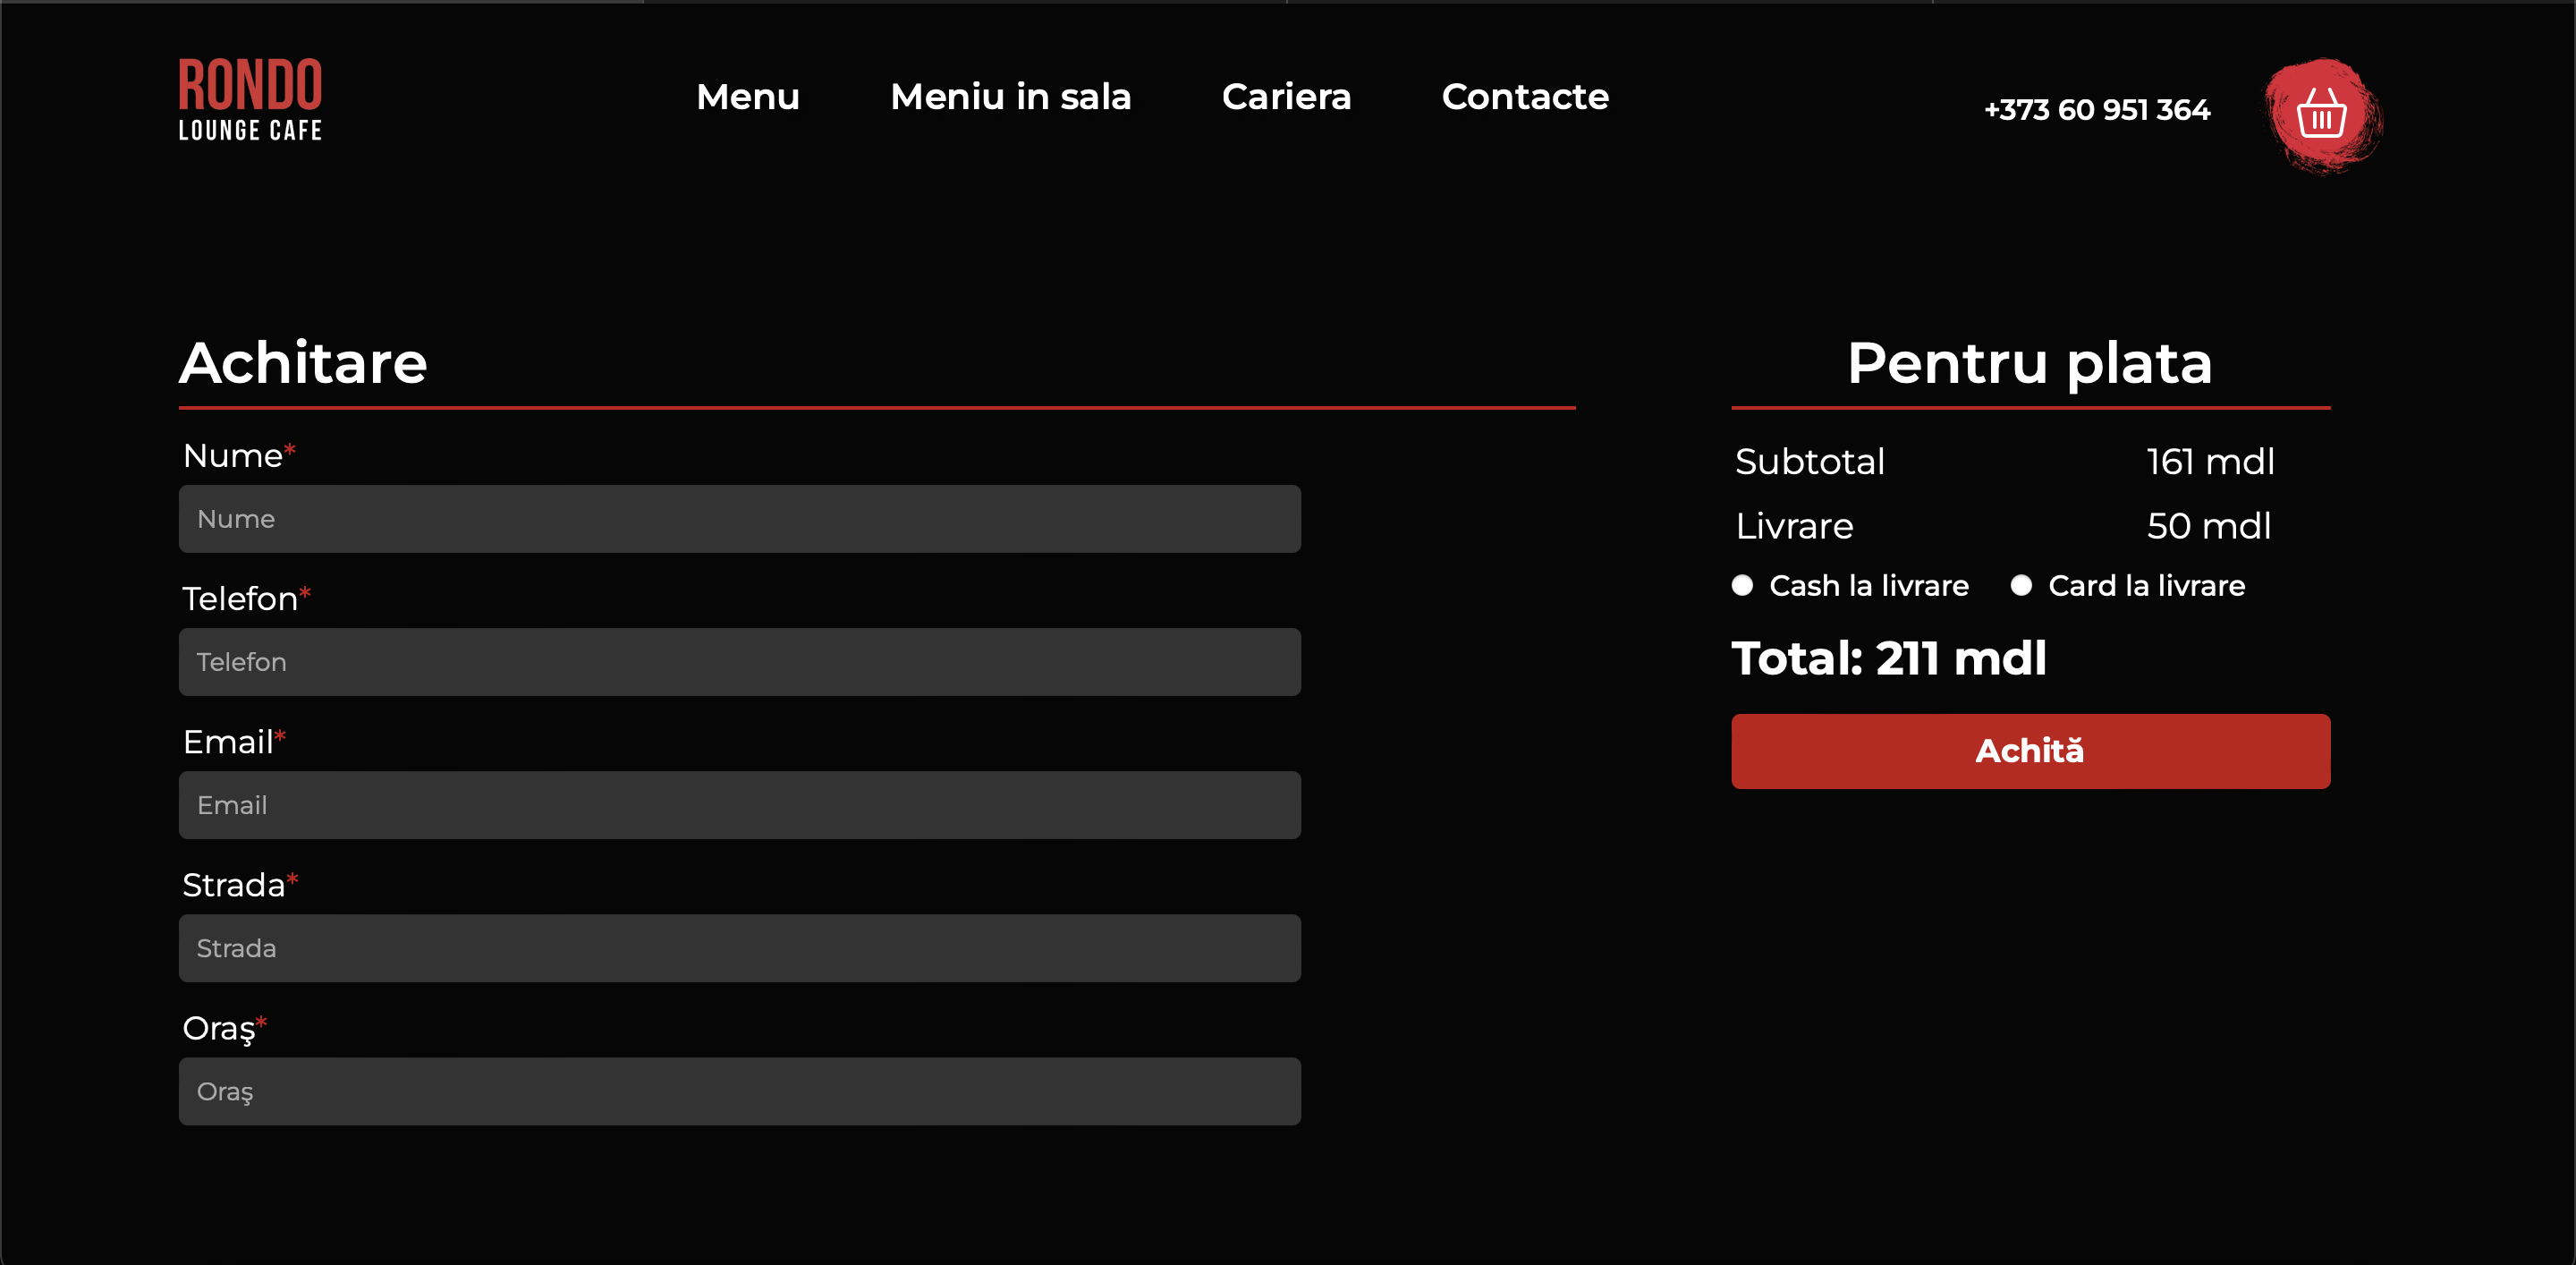 RONDO
LOUNGE CAFE
Menu
Meniu in sala
Cariera
Contacte
+373 60 951 364
Achitare
Nume*
Nume
Telefon*
Telefon
Email*
Email
Strada*
Strada
Oraş*
Oraş
Pentru plata
Subtotal 161 mdl
Livrare 50 mdl
Cash la livrare Card la livrare
Total: 211 mdl
Achită